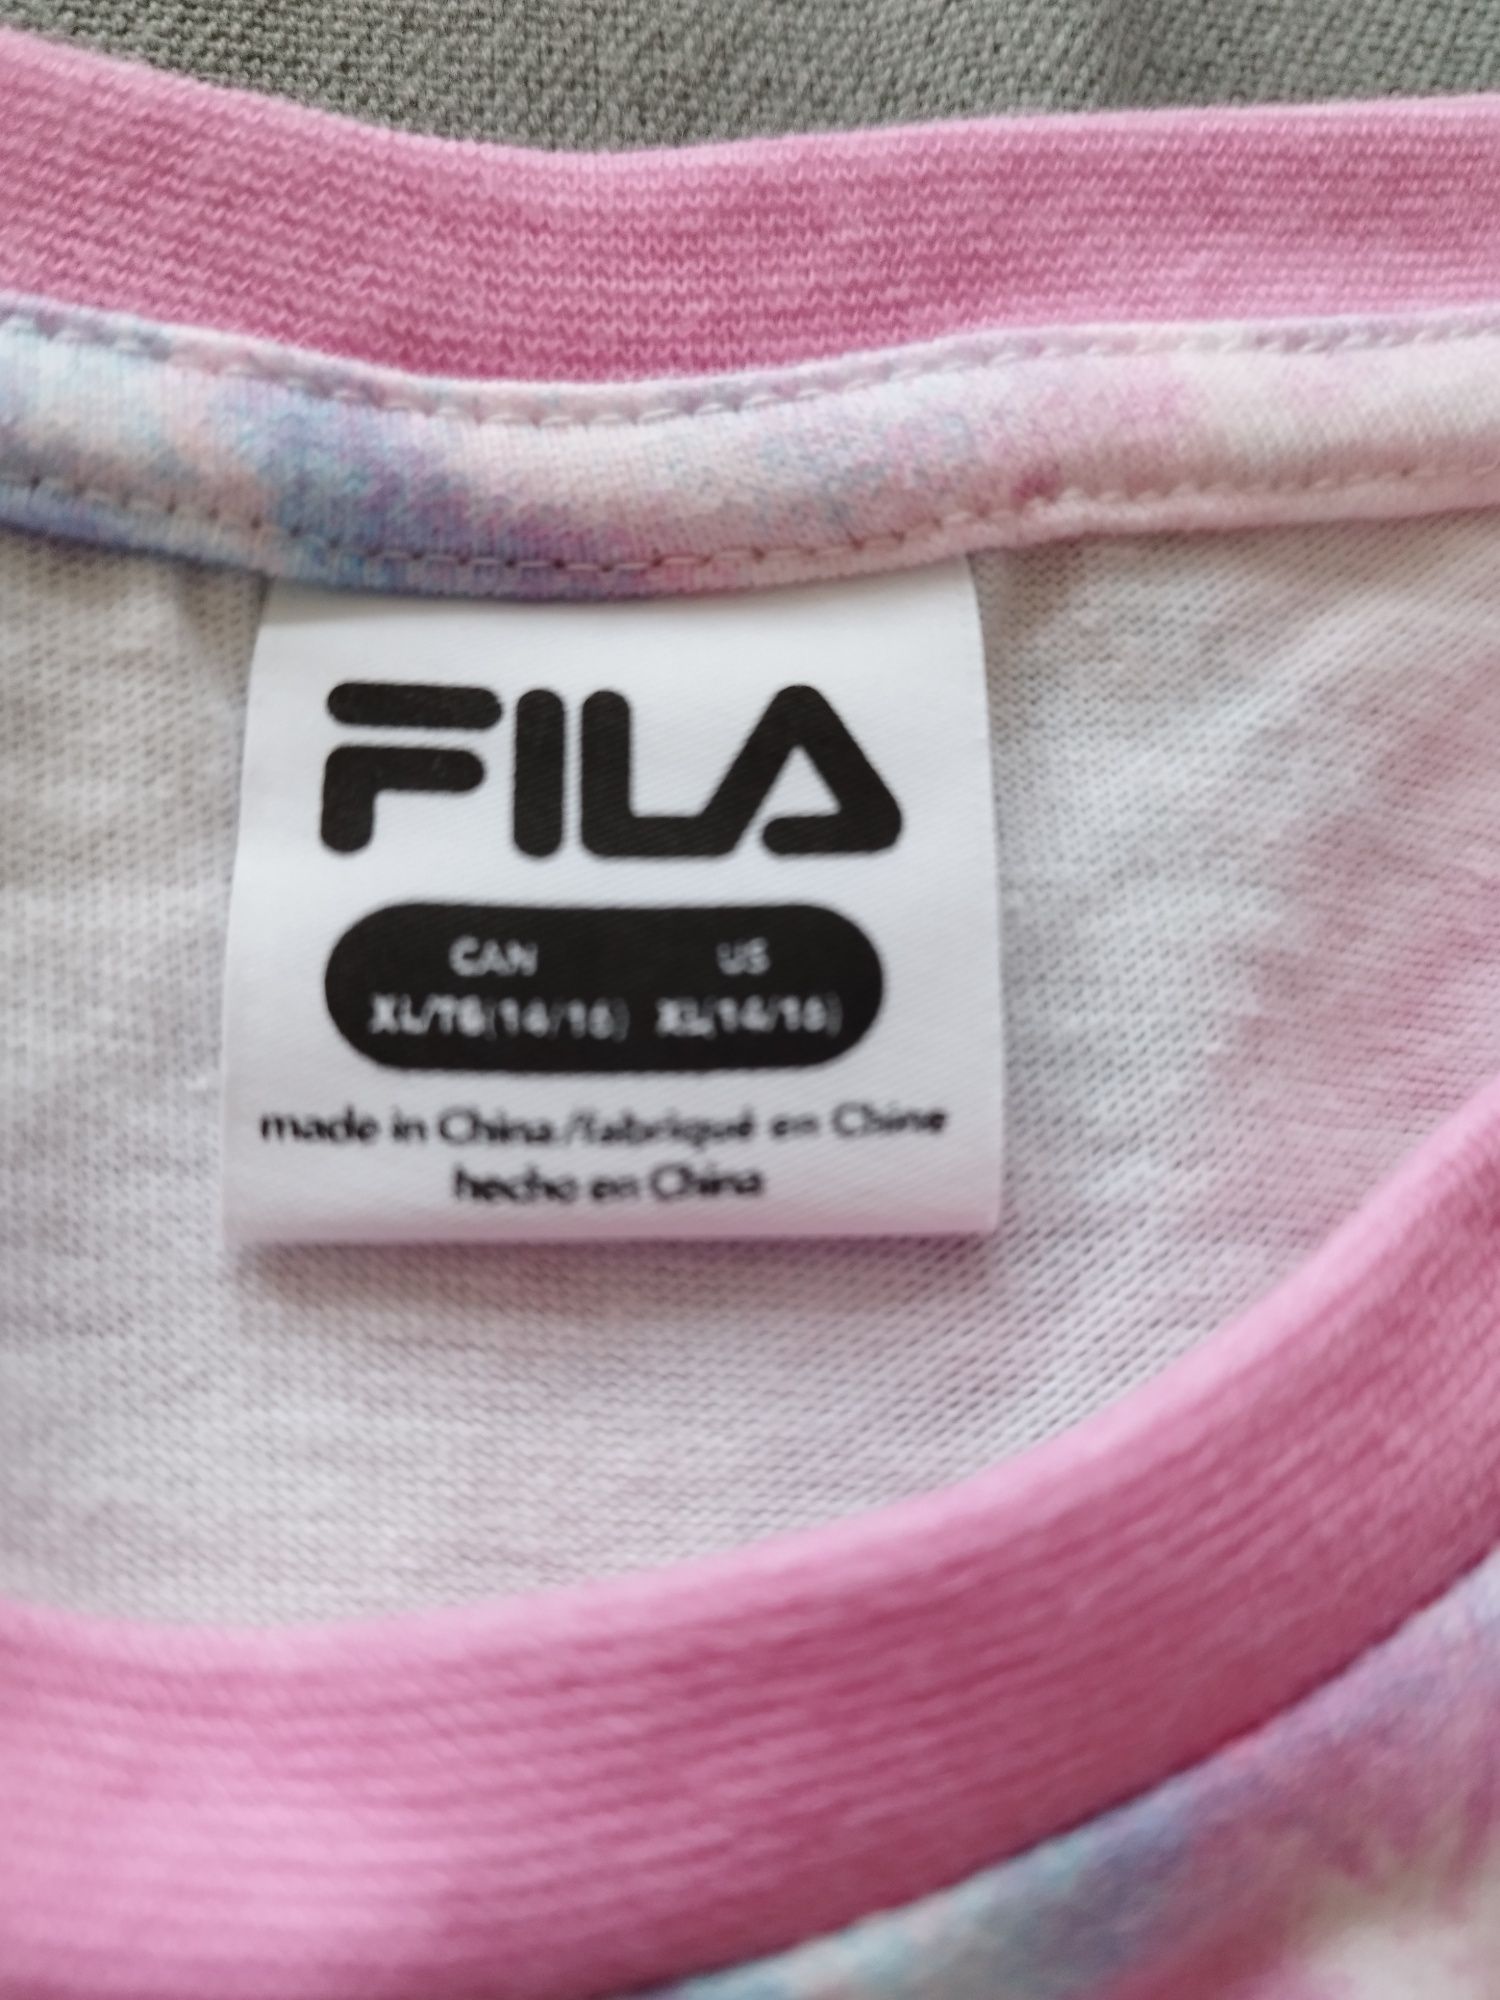 FILA
CAN US
XL/TG(14/16) XL(14/16)
made in China/fabriqué en Chine
hecho en China